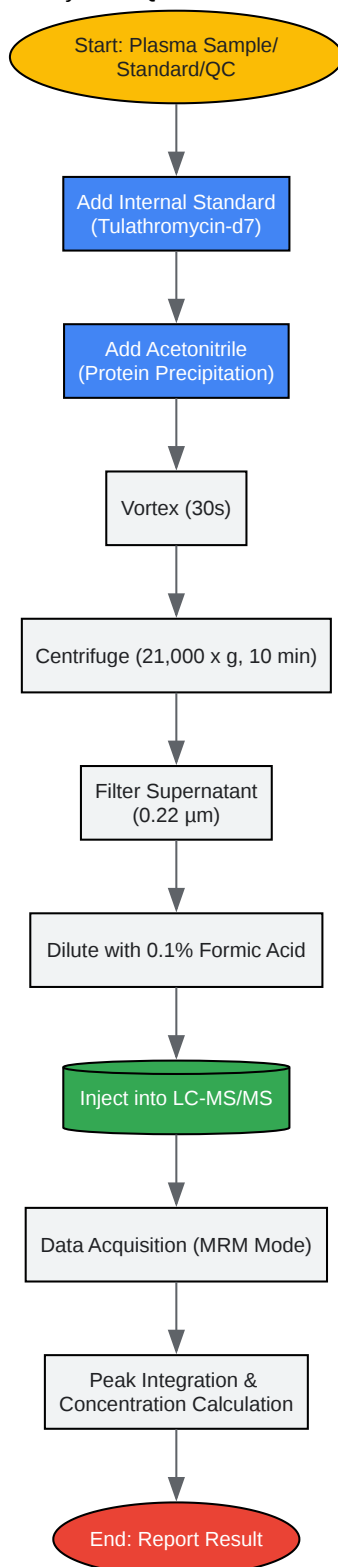 Start: Plasma Sample/
Standard/QC
Add Internal Standard
(Tulathromycin-d7)
Add Acetonitrile
(Protein Precipitation)
Vortex (30s)
Centrifuge (21,000 x g, 10 min)
Filter Supernatant
(0.22 µm)
Dilute with 0.1% Formic Acid
Inject into LC-MS/MS
Data Acquisition (MRM Mode)
Peak Integration &
Concentration Calculation
End: Report Result